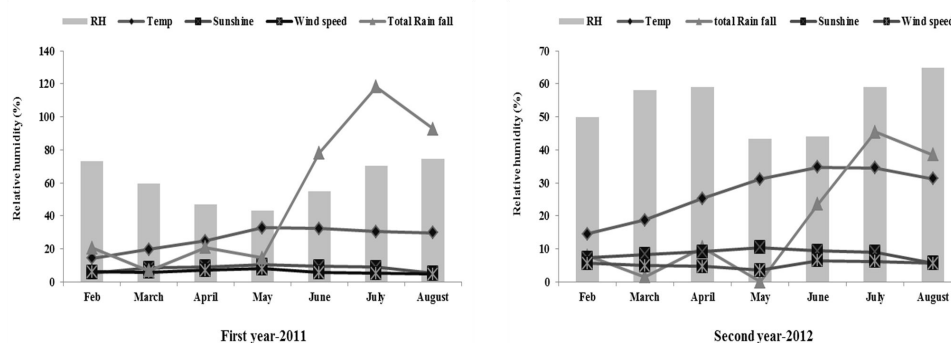 RH Temp Sunshine Wind speed Total Rain fall
Relative humidity (%)
140
120
100
80
60
40
20
0
Feb March April May June July August
First year-2011
RH Temp total Rain fall Sunshine Wind speed
Relative humidity (%)
70
60
50
40
30
20
10
0
Feb March April May June July August
Second year-2012